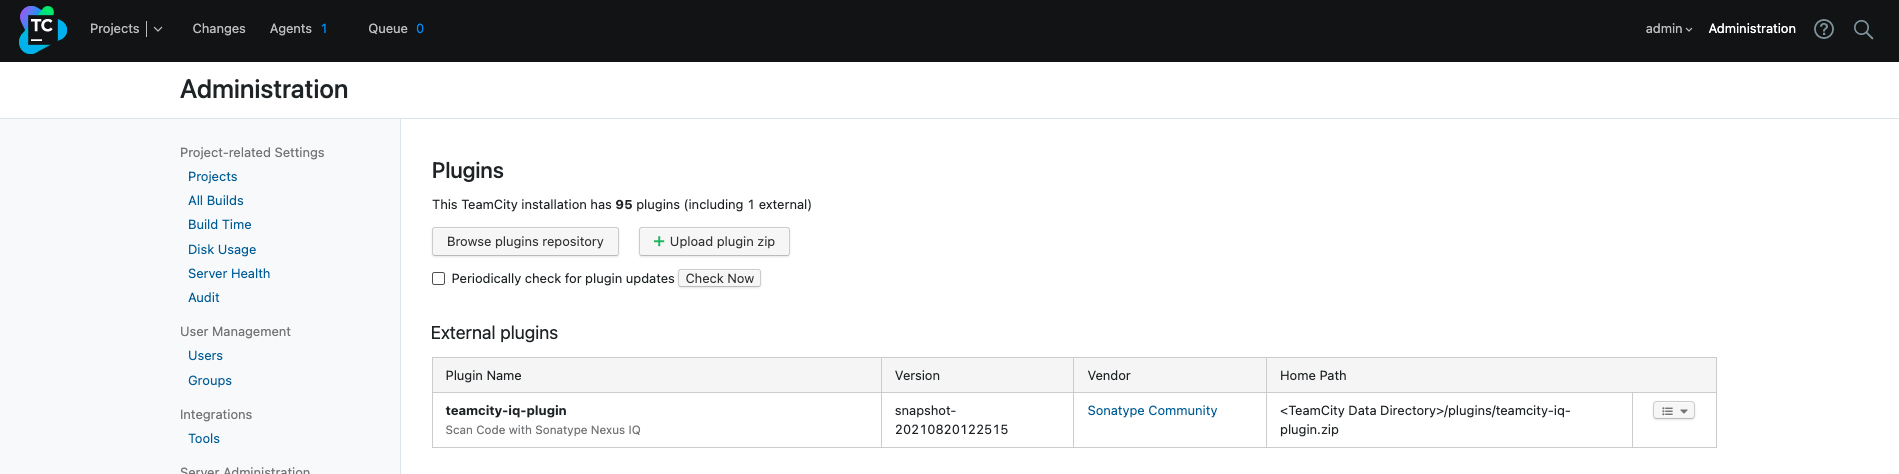 TC
Projects
Changes
Agents 1
Queue 0
admin
Administration
?
Administration
Project-related Settings
Projects
All Builds
Build Time
Disk Usage
Server Health
Audit
User Management
Users
Groups
Integrations
Tools
Server Administration
Plugins
This TeamCity installation has 95 plugins (including 1 external)
Browse plugins repository
+ Upload plugin zip
Periodically check for plugin updates Check Now
External plugins
Plugin Name Version Vendor Home Path
teamcity-iq-plugin
Scan Code with Sonatype Nexus IQ
snapshot-
20210820122515
Sonatype Community
<TeamCity Data Directory>/plugins/teamcity-iq-
plugin.zip